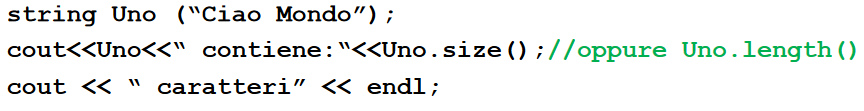 string Uno (“Ciao Mondo”);
cout<<Uno<<“ contiene:“<<Uno.size();//oppure Uno.length()
cout << “ caratteri” << endl;